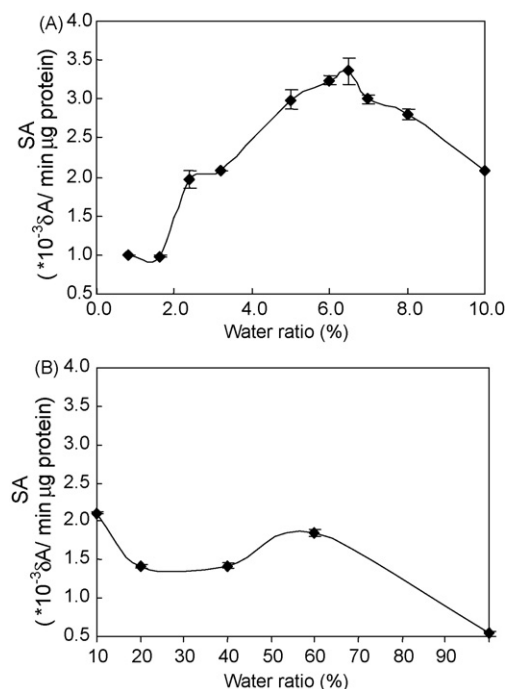 (A)
4.0
3.5
3.0
2.5
2.0
1.5
1.0
0.5
SA
( *10⁻³δA/ min μg protein)
0.0 2.0 4.0 6.0 8.0 10.0
Water ratio (%)
(B)
4.0
3.5
3.0
2.5
2.0
1.5
1.0
0.5
SA
( *10⁻³δA/ min μg protein)
10 20 30 40 50 60 70 80 90
Water ratio (%)